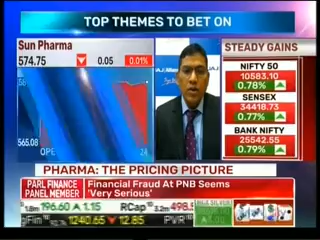 TOP THEMES TO BET ON
Sun Pharma
574.75
0.05
0.01%
565.08
OPE
24
STEADY GAINS
NIFTY 50
10583.10
0.78%
SENSEX
34418.73
0.77%
BANK NIFTY
25542.55
0.79%
PHARMA: THE PRICING PICTURE
PARL FINANCE
PANEL MEMBER
Financial Fraud At PNB Seems
'Very Serious'
196.60 1.15
RCap
498.5
1240.65 12.85
PVR